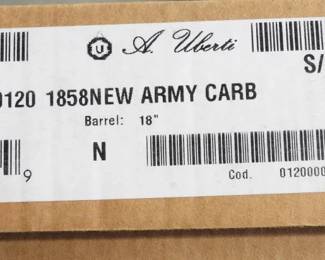 U A. Uberti
S/
0120 1858NEW ARMY CARB
Barrel: 18"
N
9
Cod. 0120000